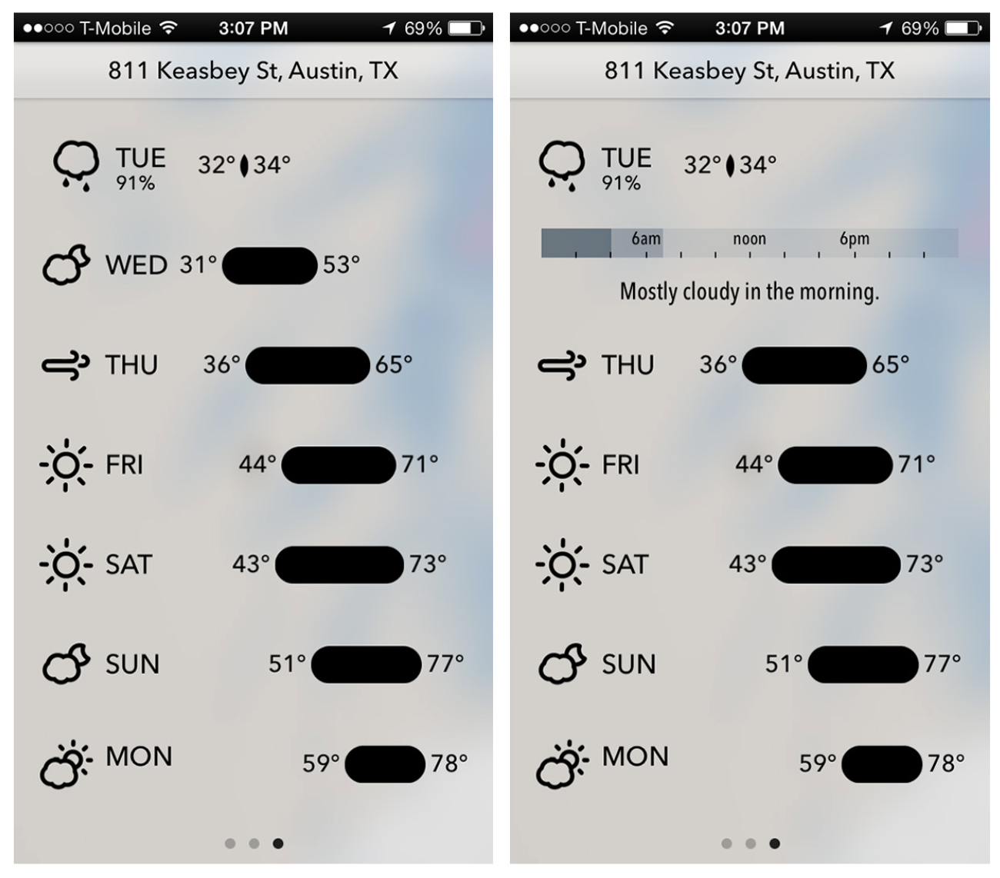 T-Mobile 3:07 PM 69%
811 Keasbey St, Austin, TX
TUE 32° 34°
91%
WED 31° 53°
THU 36° 65°
FRI 44° 71°
SAT 43° 73°
SUN 51° 77°
MON 59° 78°
T-Mobile 3:07 PM 69%
811 Keasbey St, Austin, TX
TUE 32° 34°
91%
6am noon 6pm
Mostly cloudy in the morning.
THU 36° 65°
FRI 44° 71°
SAT 43° 73°
SUN 51° 77°
MON 59° 78°